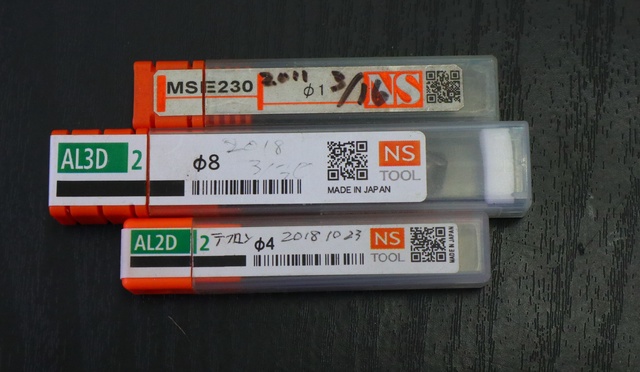 MSE230 2011 φ1 3/16 NS
AL3D 2 φ8 2018 NS
TOOL
MADE IN JAPAN
AL2D 2 テフロン φ4 2018 10 23 NS
TOOL
MADE IN JAPAN